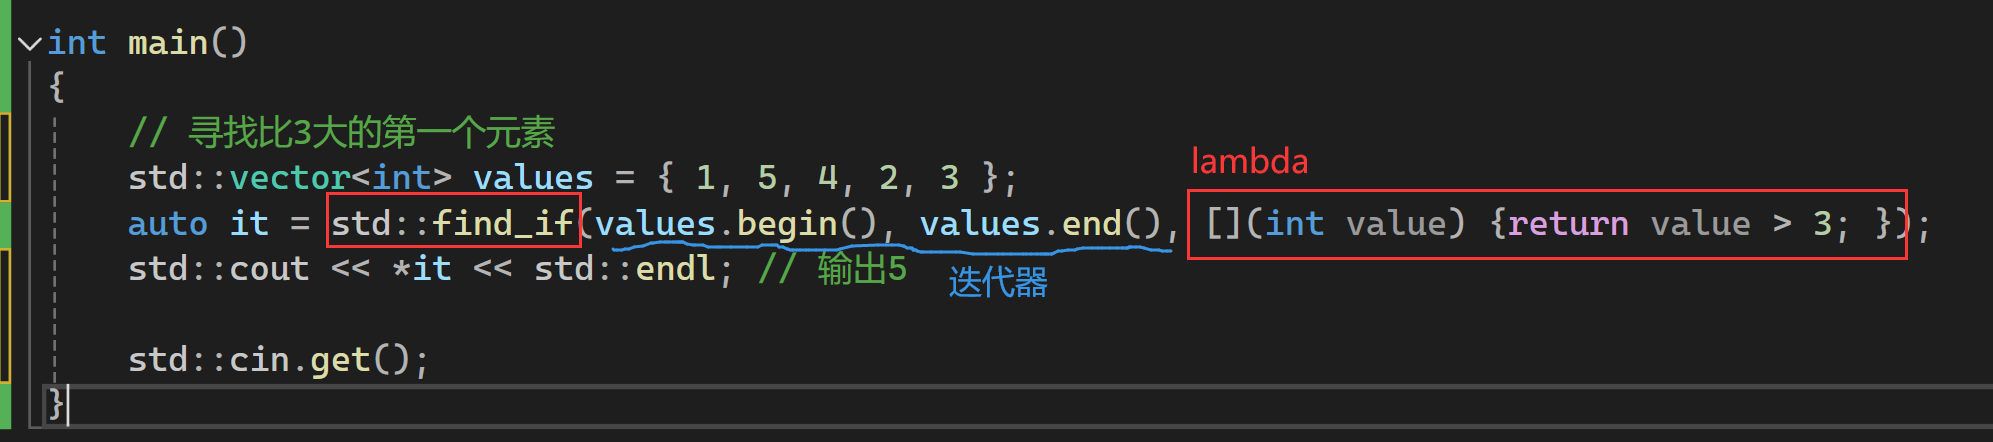 int main()
{
// 寻找比3大的第一个元素
lambda
std::vector<int> values = { 1, 5, 4, 2, 3 };
auto it = std::find_if(values.begin(), values.end(), [](int value) {return value > 3; });
std::cout << *it << std::endl; // 输出5
迭代器
std::cin.get();
}